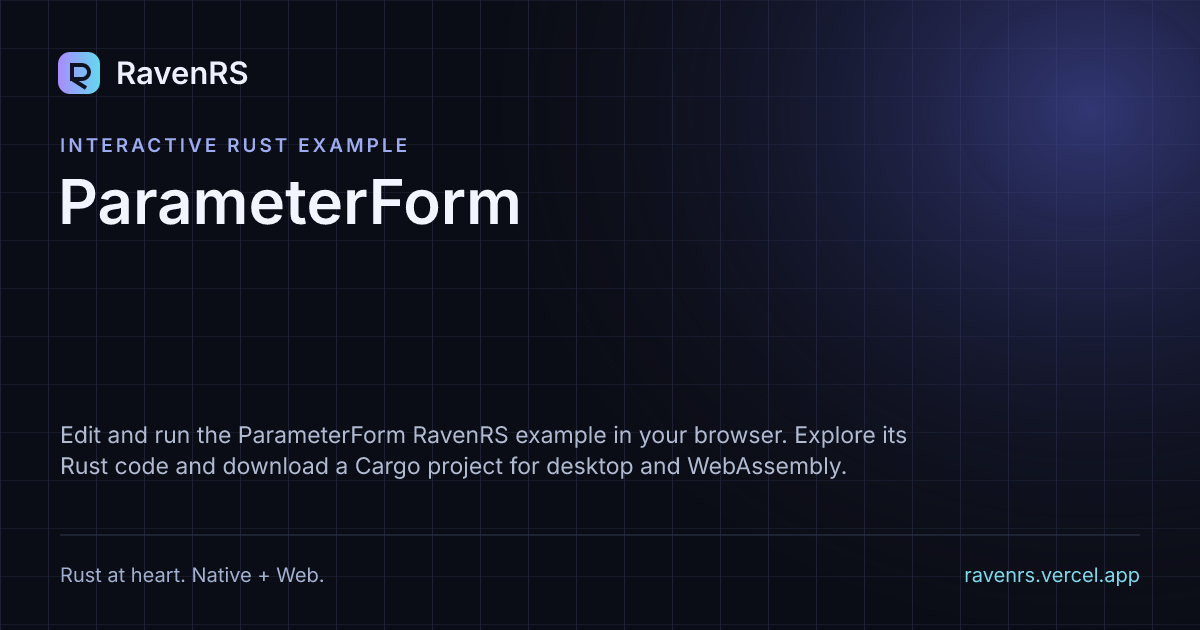 RavenRS
INTERACTIVE RUST EXAMPLE
ParameterForm
Edit and run the ParameterForm RavenRS example in your browser. Explore its
Rust code and download a Cargo project for desktop and WebAssembly.
Rust at heart. Native + Web.
ravenrs.vercel.app